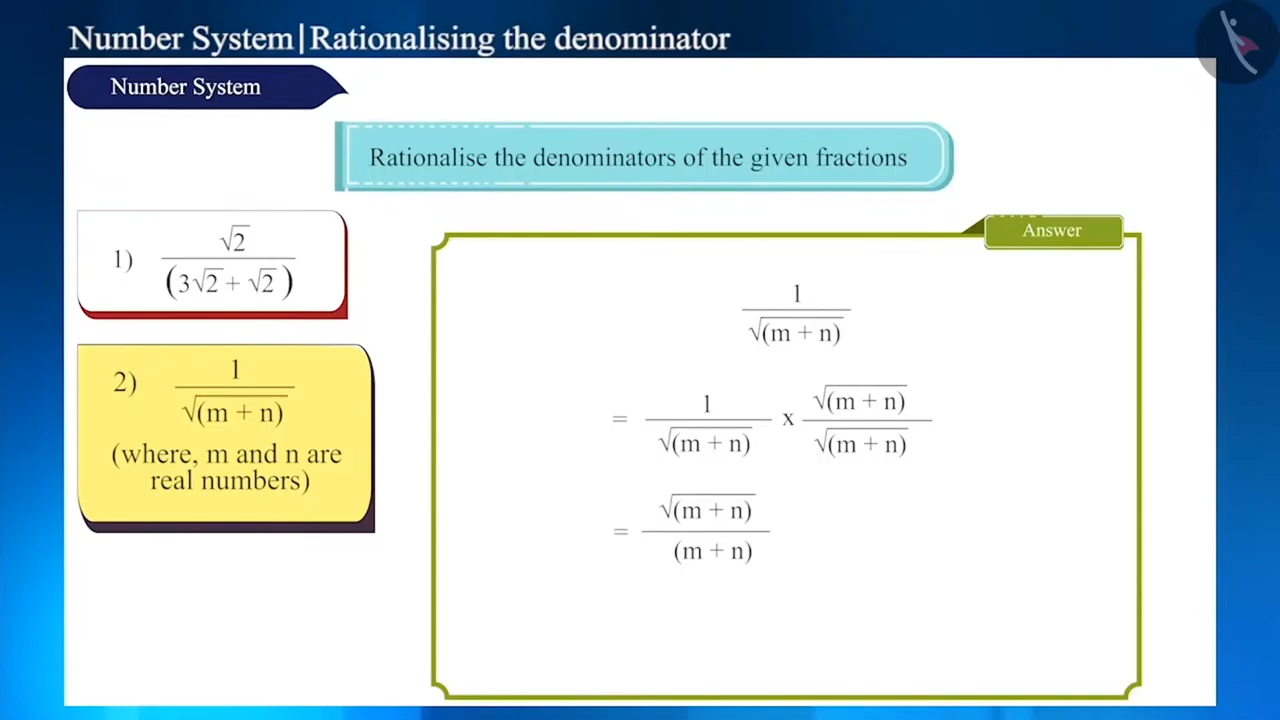 Number System|Rationalising the denominator
Number System
Rationalise the denominators of the given fractions
1) √2
(3√2 + √2)
2) 1
√(m + n)
(where, m and n are
real numbers)
Answer
1
√(m + n)
= 1 x √(m + n)
√(m + n) √(m + n)
= √(m + n)
(m + n)